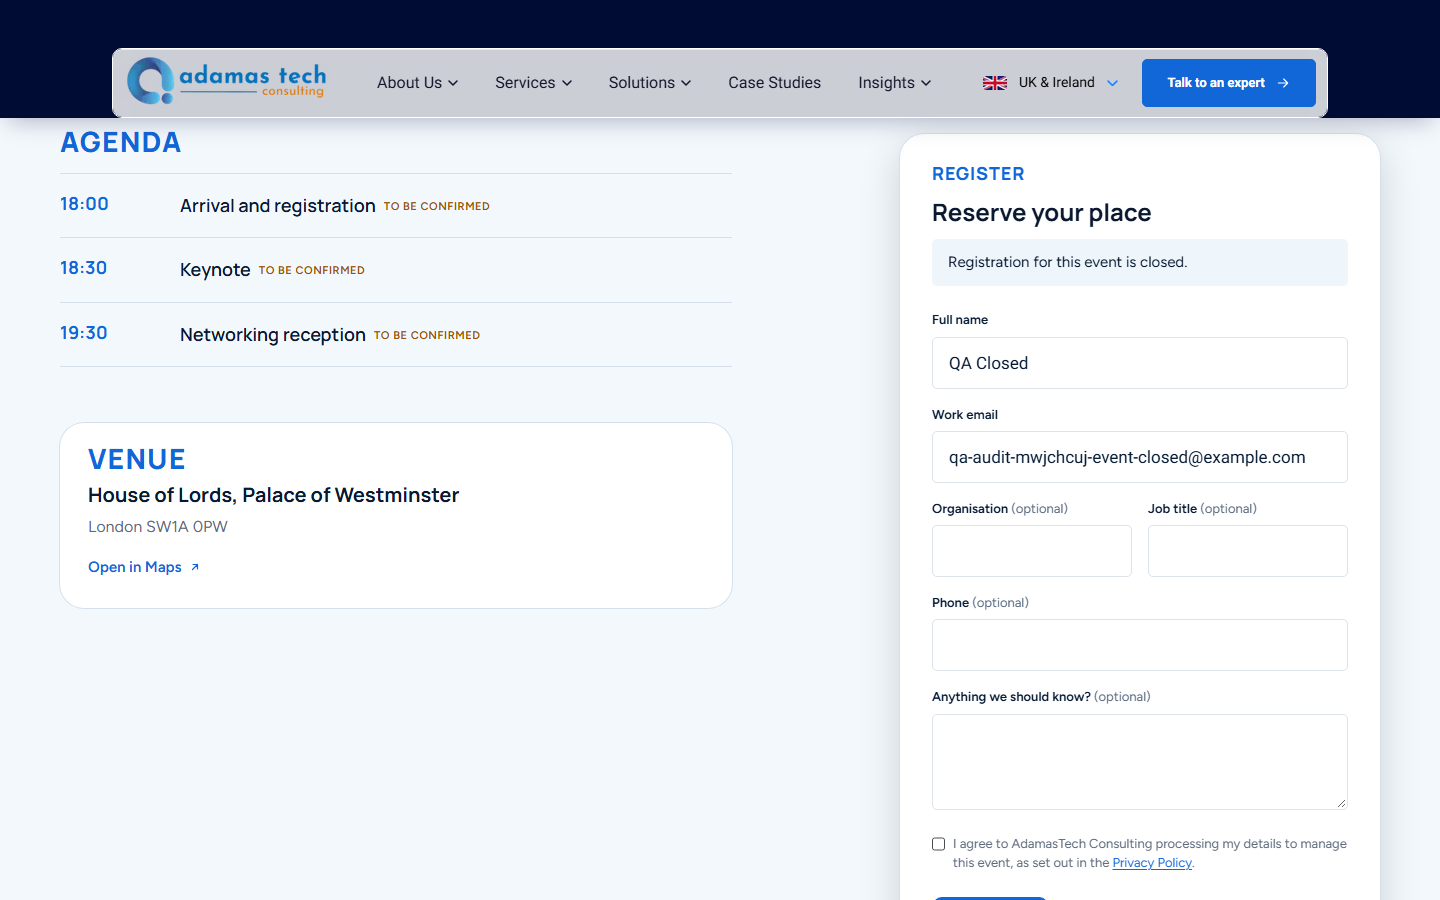 adamas tech
consulting
About Us
Services
Solutions
Case Studies
Insights
UK & Ireland
Talk to an expert
AGENDA
18:00
Arrival and registration TO BE CONFIRMED
18:30
Keynote TO BE CONFIRMED
19:30
Networking reception TO BE CONFIRMED
VENUE
House of Lords, Palace of Westminster
London SW1A 0PW
Open in Maps
REGISTER
Reserve your place
Registration for this event is closed.
Full name
QA Closed
Work email
qa-audit-mwjchcuj-event-closed@example.com
Organisation (optional)
Job title (optional)
Phone (optional)
Anything we should know? (optional)
I agree to AdamasTech Consulting processing my details to manage
this event, as set out in the Privacy Policy.